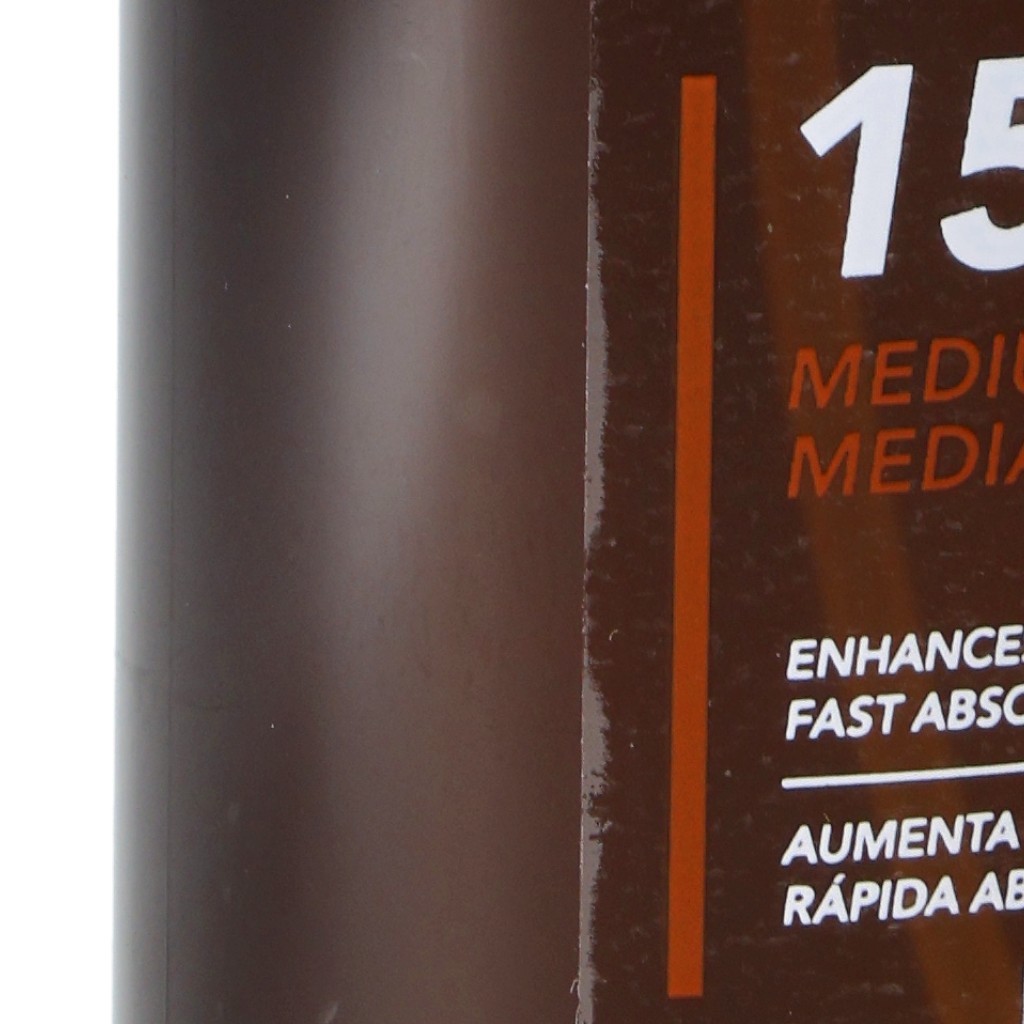 15
MEDIU
MEDIA
ENHANCES
FAST ABSO
AUMENTA
RÁPIDA AB